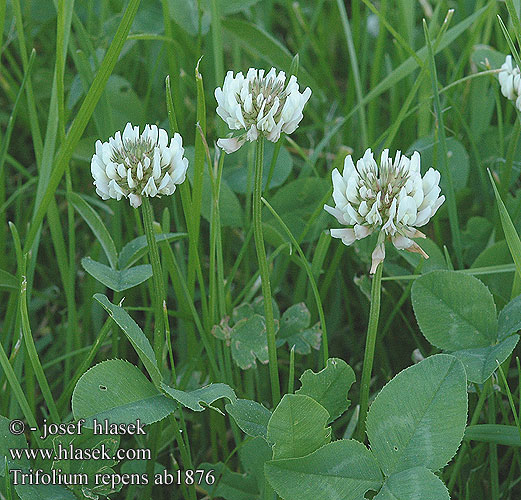 © - josef hlasek
www.hlasek.com
Trifolium repens ab1876